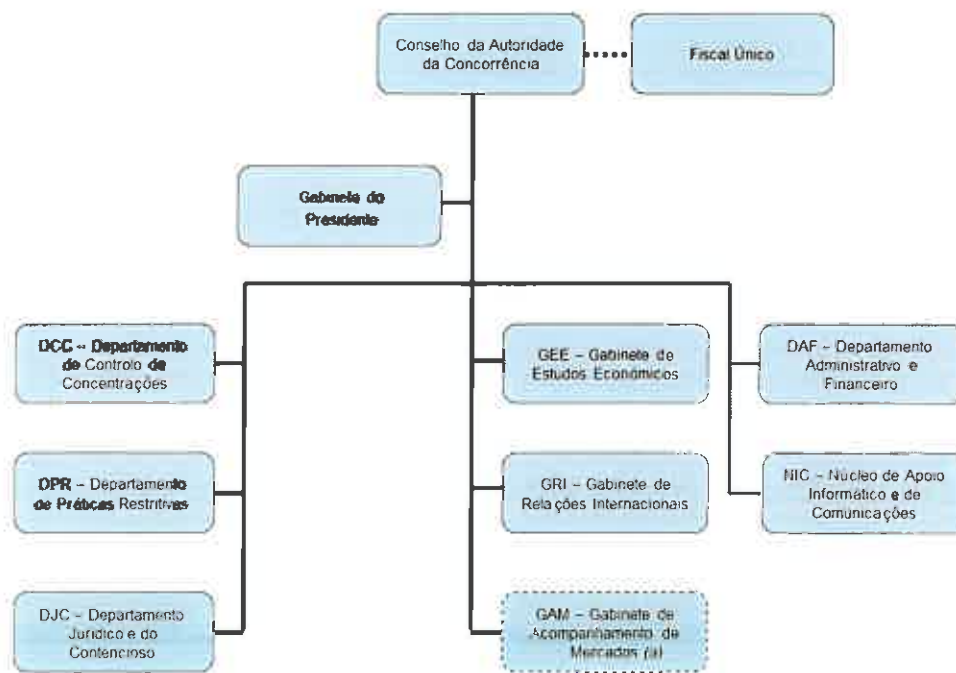 Conselho da Autoridade
da Concorrência
Fiscal Único
Gabinete do
Presidente
DCC – Departamento
de Controlo de
Concentrações
GEE – Gabinete de
Estudos Económicos
DAF – Departamento
Administrativo e
Financeiro
DPR – Departamento
de Práticas Restritivas
GRI – Gabinete de
Relações Internacionais
NIC – Núcleo de Apoio
Informático e de
Comunicações
DJC – Departamento
Jurídico e do
Contencioso
GAM – Gabinete de
Acompanhamento de
Mercados (a)